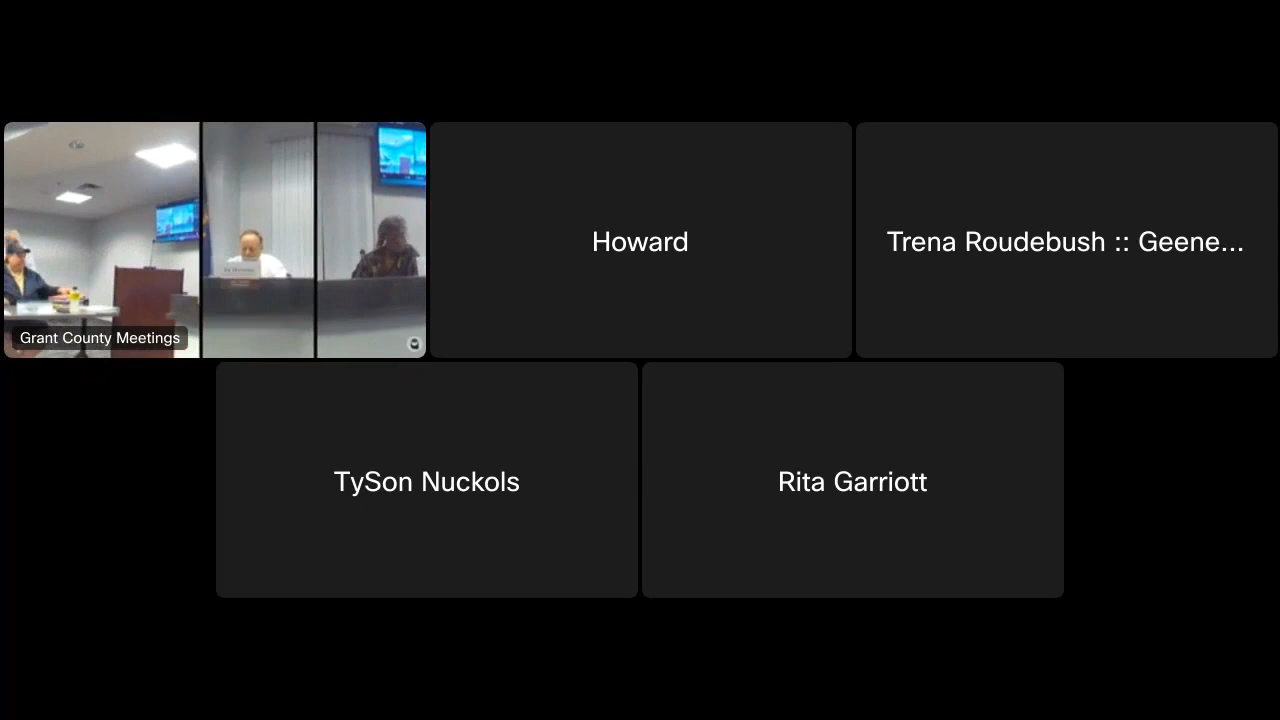 Grant County Meetings
Howard
Trena Roudebush :: Geene...
TySon Nuckols
Rita Garriott